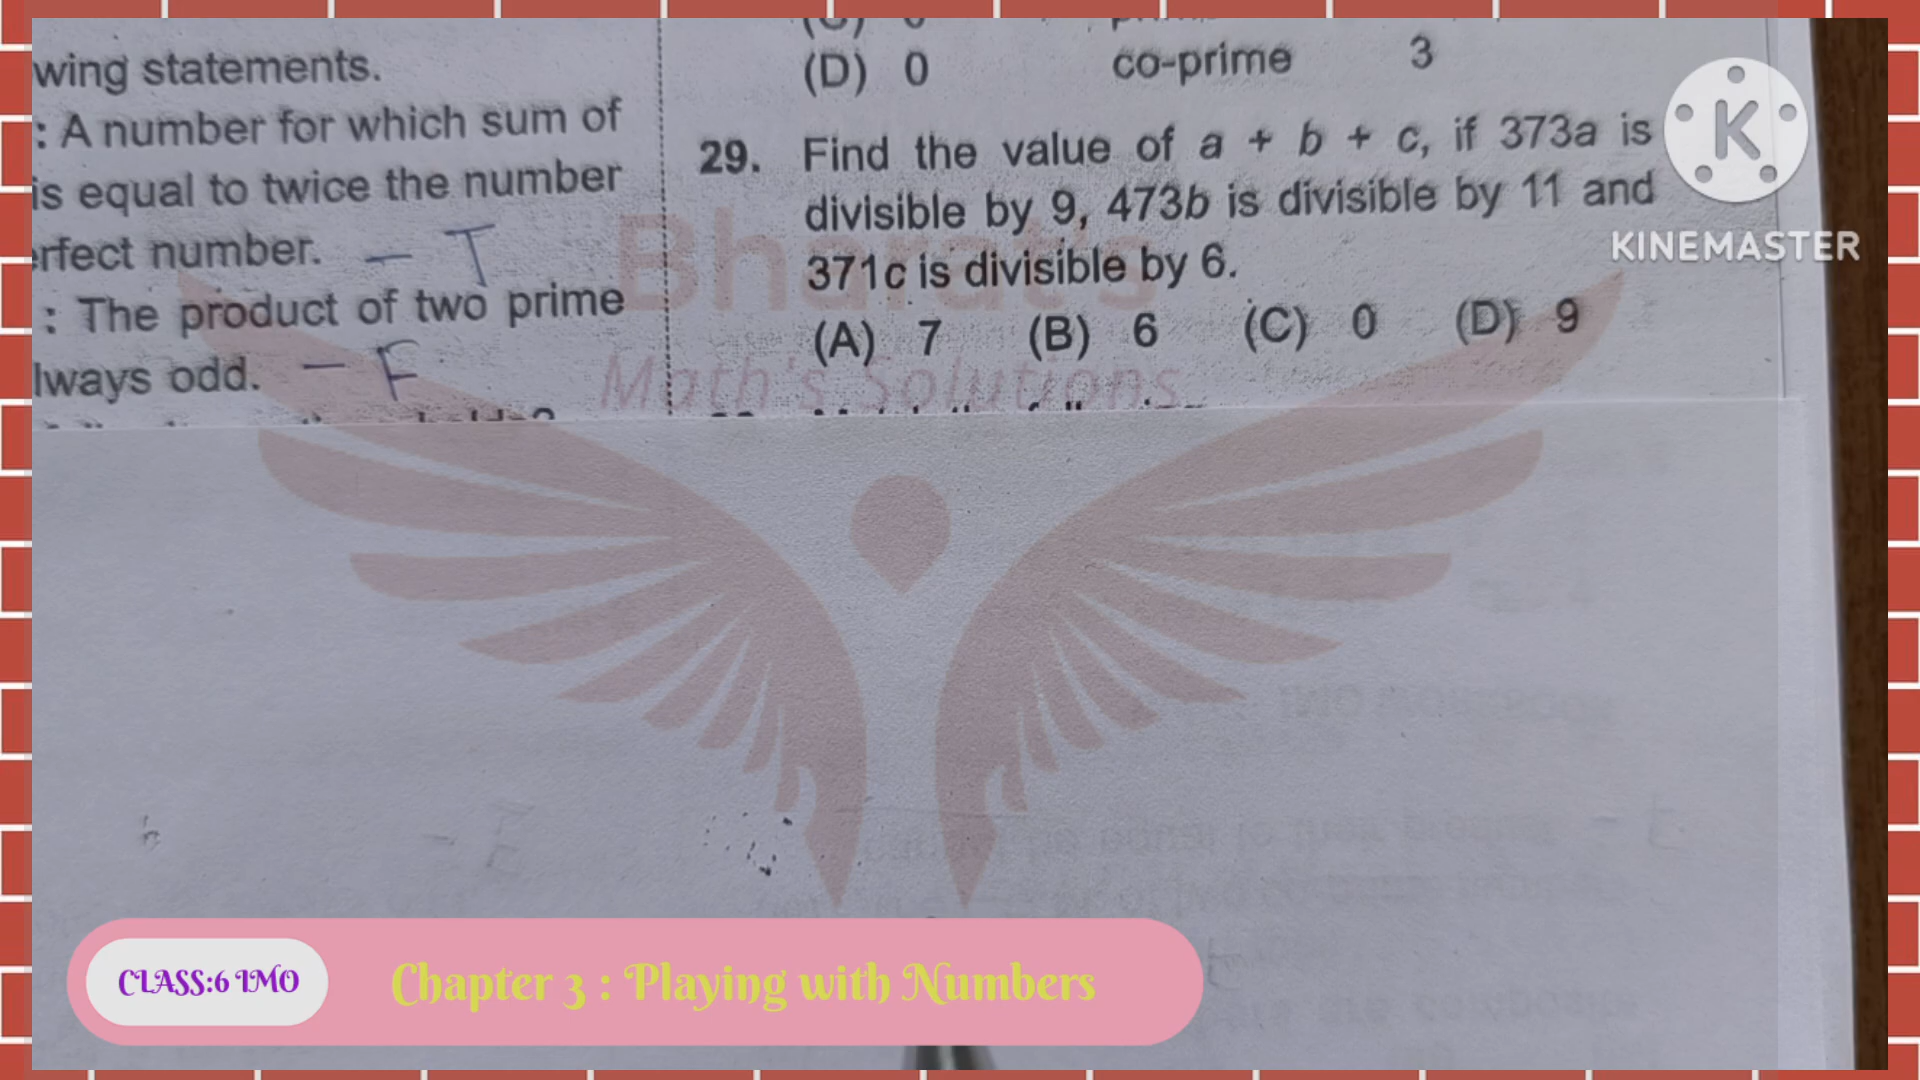 wing statements.
: A number for which sum of
is equal to twice the number
erfect number. – T
: The product of two prime
lways odd. – F
(D) 0 co-prime 3
29. Find the value of a + b + c, if 373a is
divisible by 9, 473b is divisible by 11 and
371c is divisible by 6.
(A) 7 (B) 6 (C) 0 (D) 9
Bharat's
Math's Solutions
K
KINEMASTER
CLASS:6 IMO
Chapter 3 : Playing with Numbers